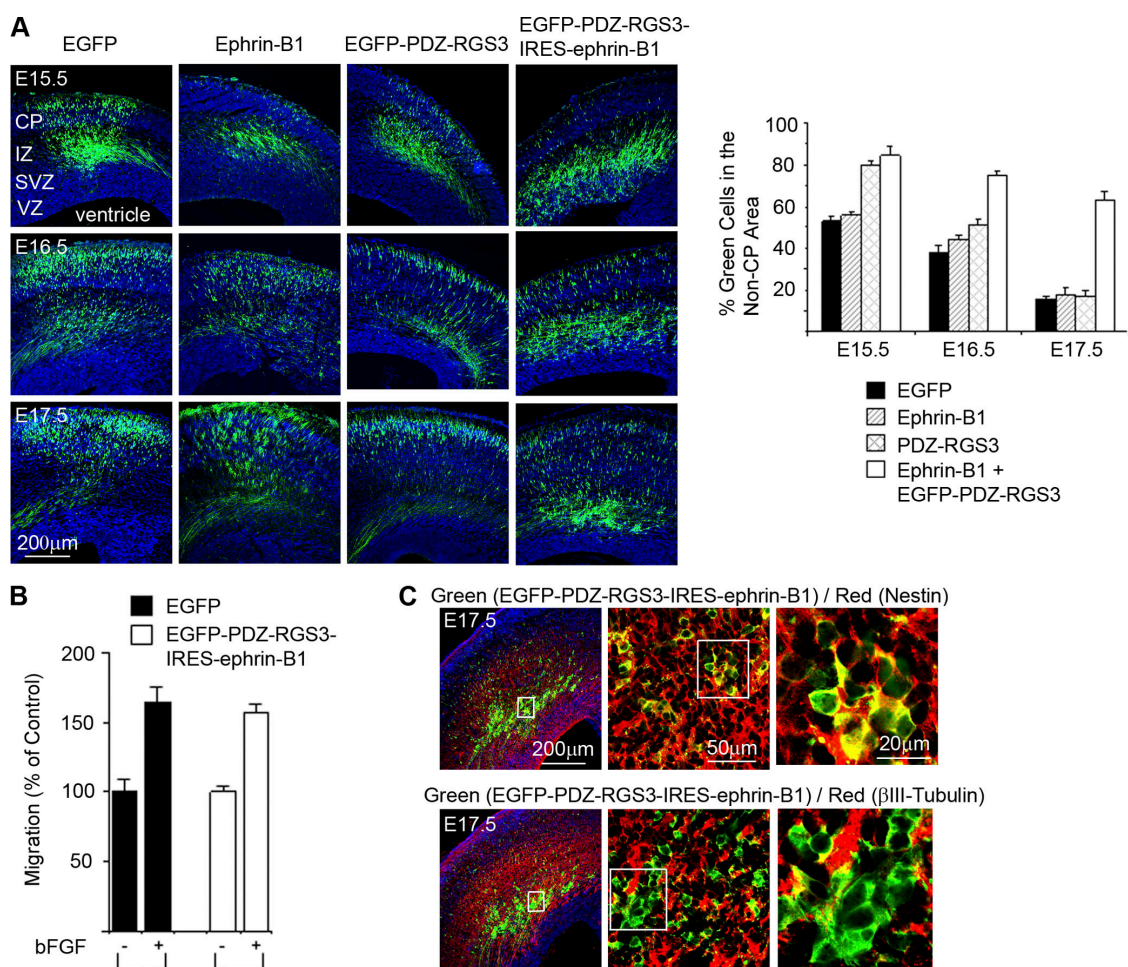 A
EGFP
Ephrin-B1
EGFP-PDZ-RGS3
EGFP-PDZ-RGS3-
IRES-ephrin-B1
E15.5
CP
IZ
SVZ
VZ
ventricle
E16.5
E17.5
200μm
% Green Cells in the
Non-CP Area
100
80
60
40
20
E15.5 E16.5 E17.5
EGFP
Ephrin-B1
PDZ-RGS3
Ephrin-B1 +
EGFP-PDZ-RGS3
B
EGFP
EGFP-PDZ-RGS3-
IRES-ephrin-B1
Migration (% of Control)
200
150
100
50
bFGF - + - +
C
Green (EGFP-PDZ-RGS3-IRES-ephrin-B1) / Red (Nestin)
E17.5
200μm
50μm
20μm
Green (EGFP-PDZ-RGS3-IRES-ephrin-B1) / Red (βIII-Tubulin)
E17.5